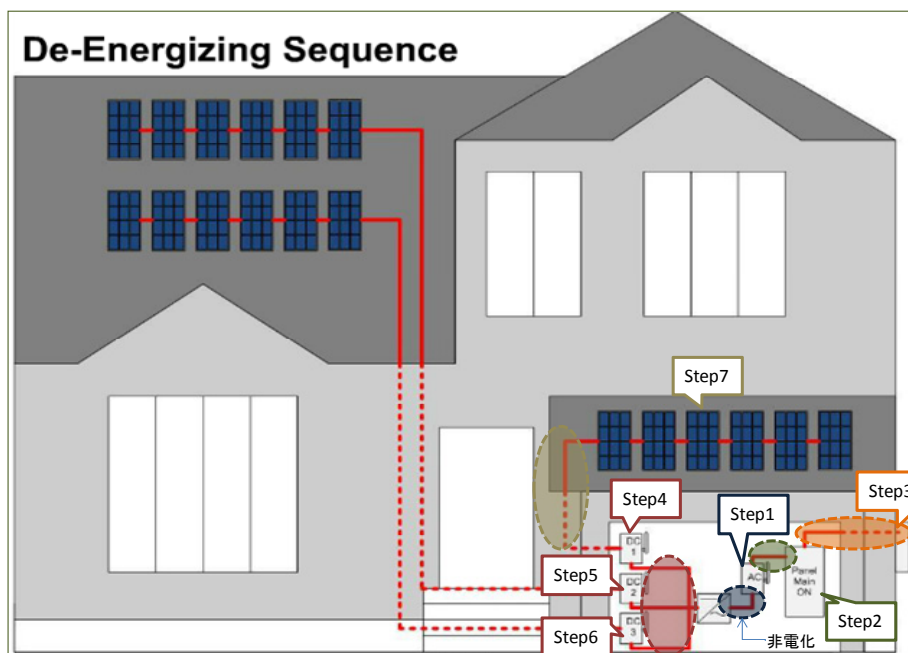 De-Energizing Sequence
Step7
Step3
Step4
Step1
DC
1
Step5
DC
2
AC
Panel
Main
ON
Step6
DC
3
Step2
非電化